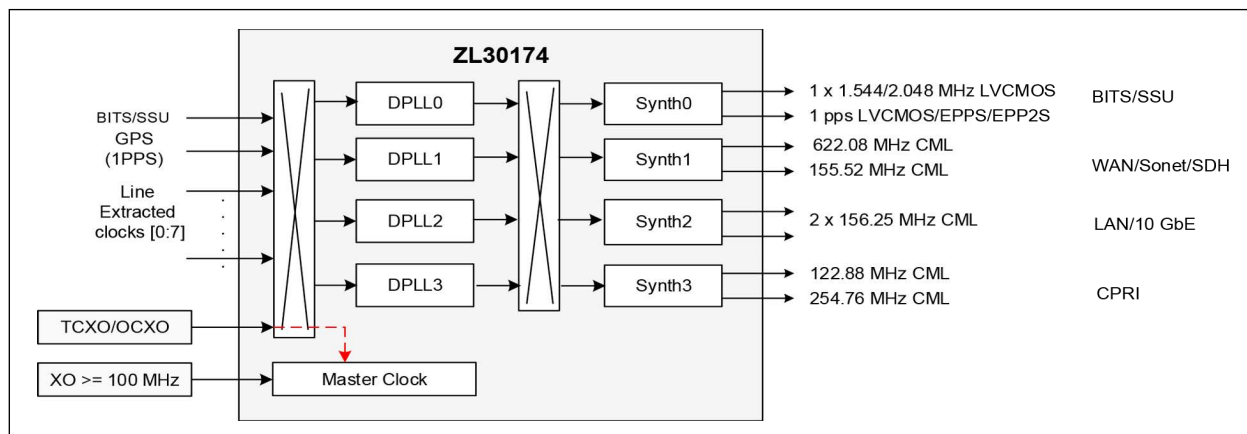 ZL30174
BITS/SSU
GPS
(1PPS)
Line
Extracted
clocks [0:7]
TCXO/OCXO
XO >= 100 MHz
DPLL0
DPLL1
DPLL2
DPLL3
Master Clock
Synth0
Synth1
Synth2
Synth3
1 x 1.544/2.048 MHz LVCMOS
1 pps LVCMOS/EPPS/EPP2S
BITS/SSU
622.08 MHz CML
155.52 MHz CML
WAN/Sonet/SDH
2 x 156.25 MHz CML
LAN/10 GbE
122.88 MHz CML
254.76 MHz CML
CPRI